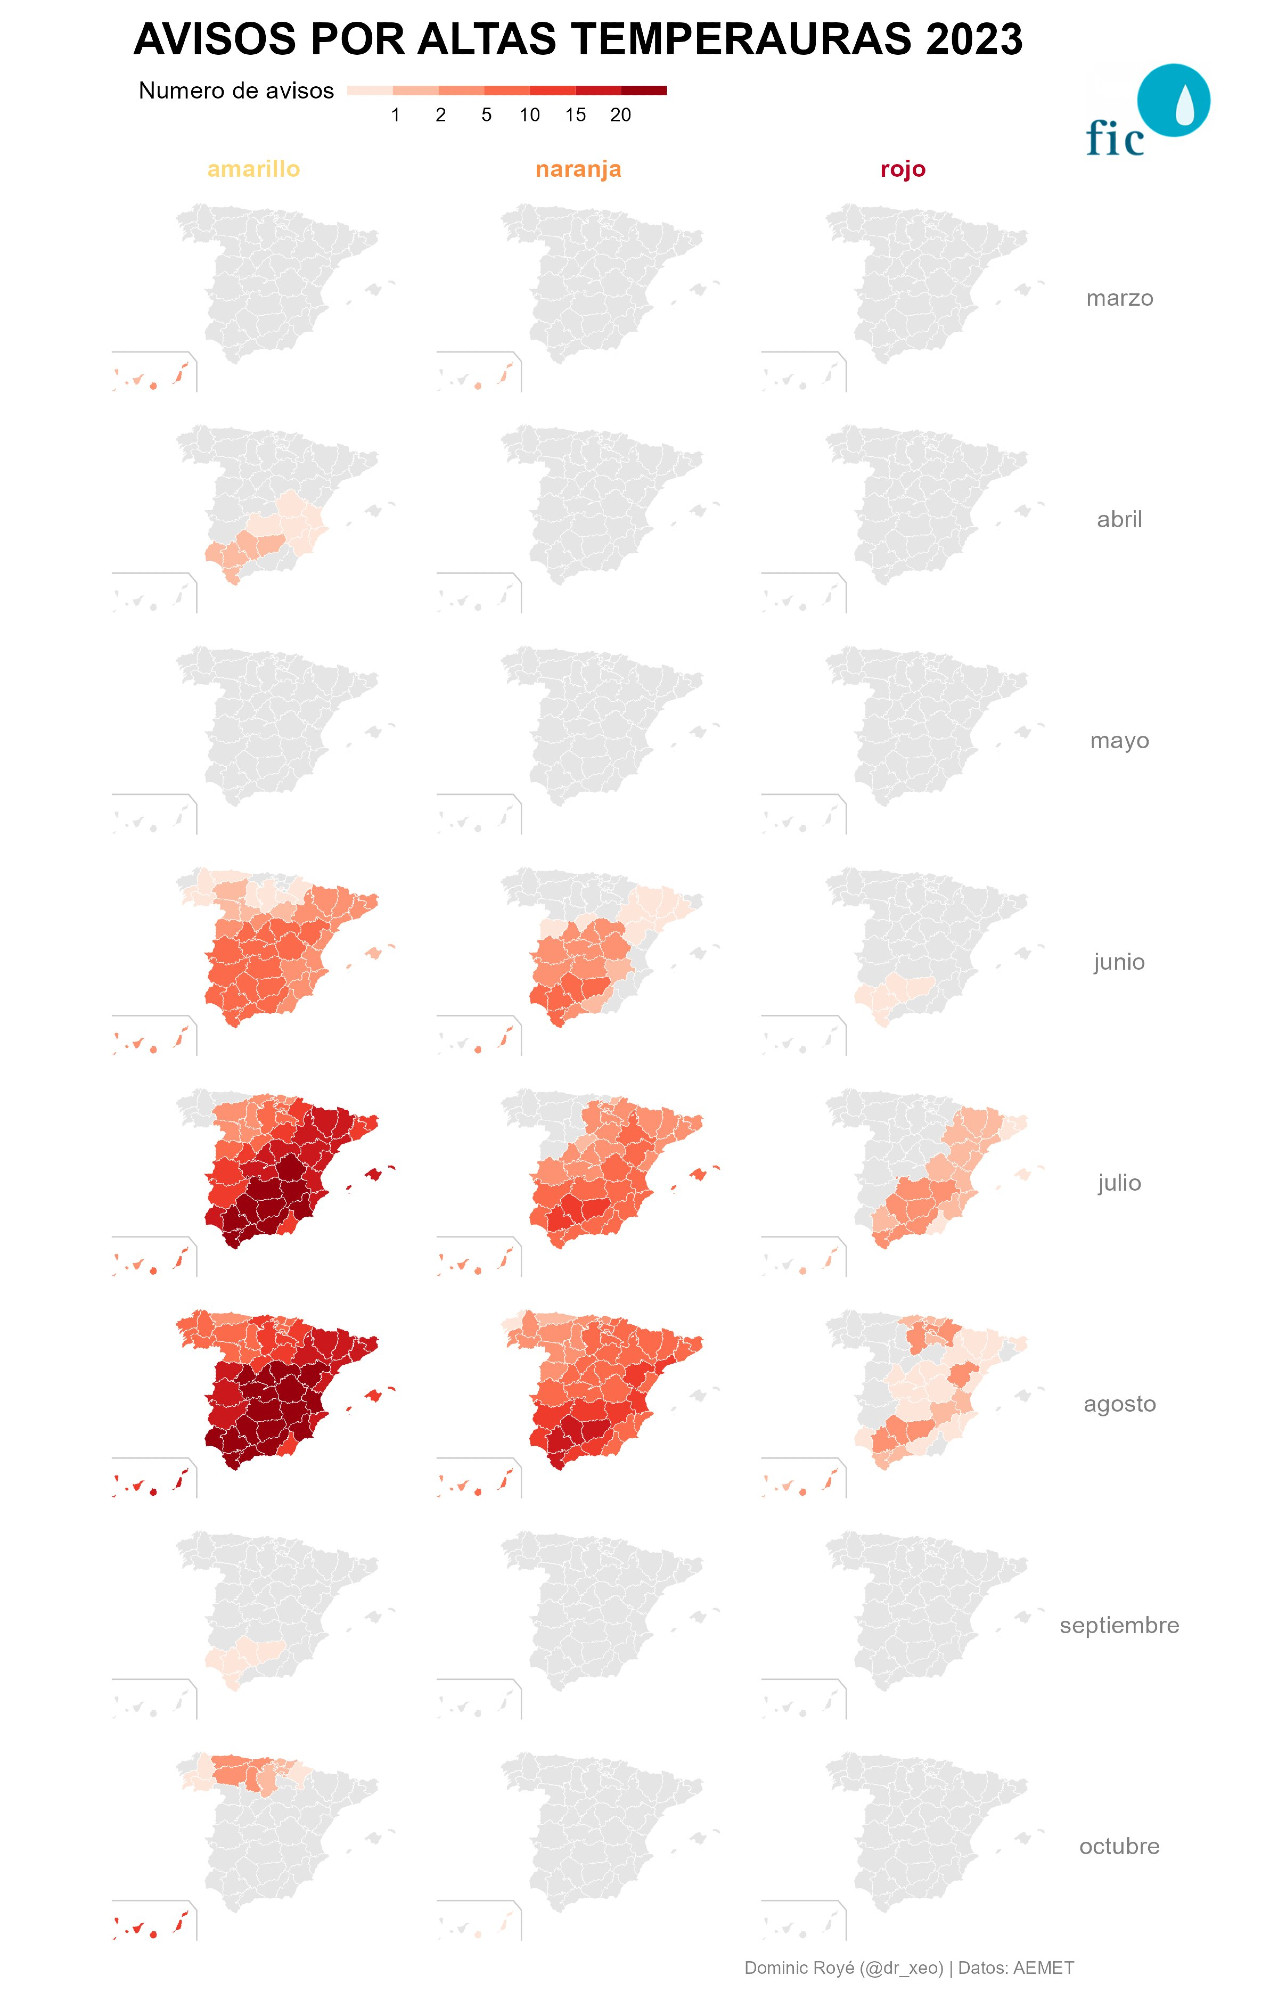 AVISOS POR ALTAS TEMPERAURAS 2023
Numero de avisos
1 2 5 10 15 20
fic
amarillo naranja rojo
marzo
abril
mayo
junio
julio
agosto
septiembre
octubre
Dominic Royé (@dr_xeo) | Datos: AEMET